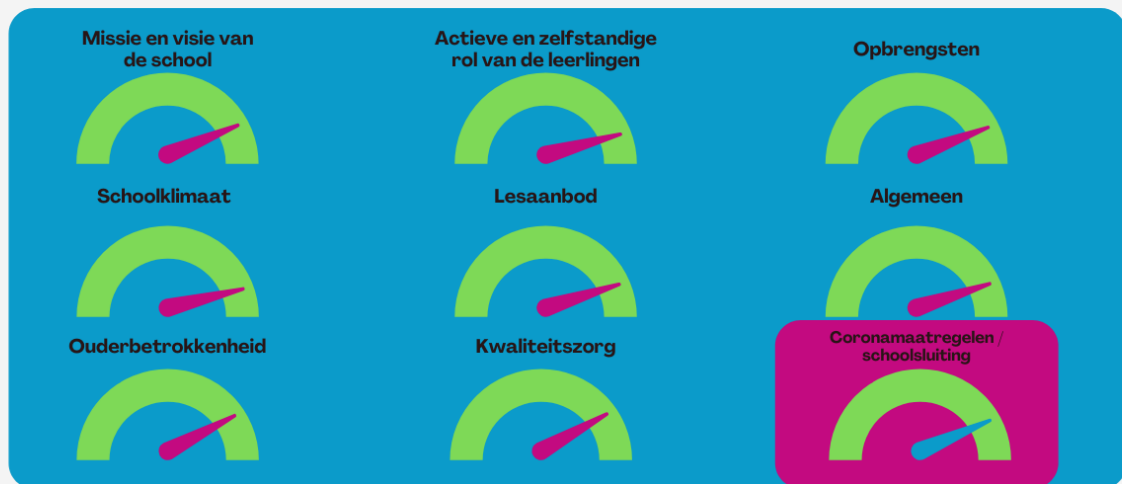 Missie en visie van
de school
Actieve en zelfstandige
rol van de leerlingen
Opbrengsten
Schoolklimaat
Lesaanbod
Algemeen
Ouderbetrokkenheid
Kwaliteitszorg
Coronamaatregelen /
schoolsluiting